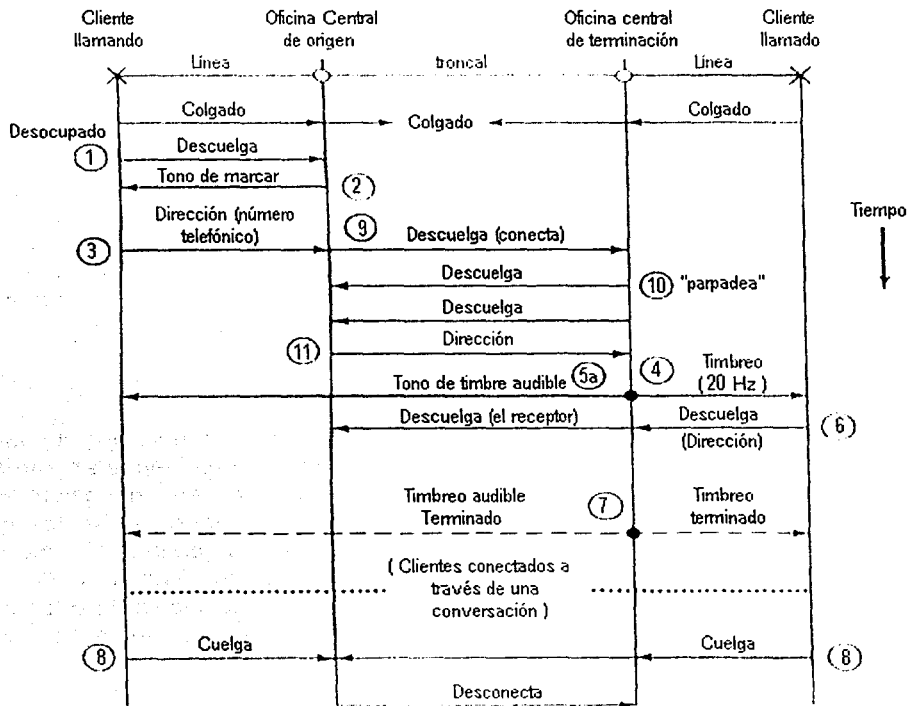 Cliente
llamando
Oficina Central
de origen
Oficina central
de terminación
Cliente
llamado
Línea
troncal
Línea
Colgado
Colgado
Colgado
Desocupado
1
Descuelga
Tono de marcar
2
Tiempo
Dirección (número
telefónico)
3
9
Descuelga (conecta)
Descuelga
10 "parpadea"
Descuelga
11
Dirección
Tono de timbre audible
5a
4
Timbreo
(20 Hz)
Descuelga (el receptor)
Descuelga
(Dirección)
6
Timbreo audible
Terminado
7
Timbreo
terminado
( Clientes conectados a
través de una
conversación )
8
Cuelga
Cuelga
8
Desconecta